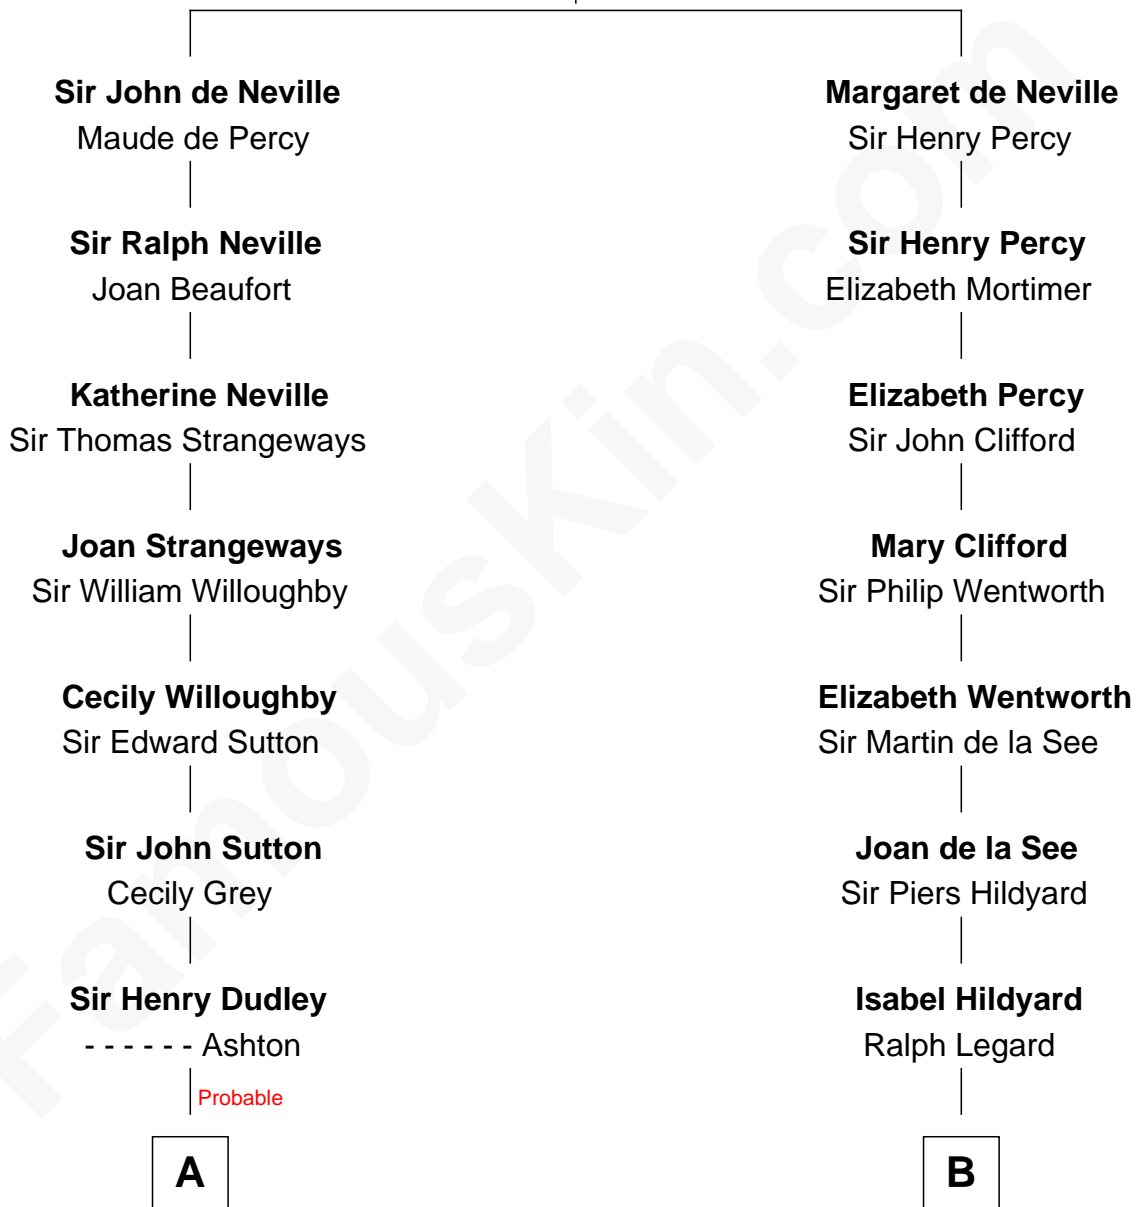 Sir John de Neville
Maude de Percy
Sir Ralph Neville
Joan Beaufort
Katherine Neville
Sir Thomas Strangeways
Joan Strangeways
Sir William Willoughby
Cecily Willoughby
Sir Edward Sutton
Sir John Sutton
Cecily Grey
Sir Henry Dudley
- - - - - - Ashton
Probable
A
Margaret de Neville
Sir Henry Percy
Sir Henry Percy
Elizabeth Mortimer
Elizabeth Percy
Sir John Clifford
Mary Clifford
Sir Philip Wentworth
Elizabeth Wentworth
Sir Martin de la See
Joan de la See
Sir Piers Hildyard
Isabel Hildyard
Ralph Legard
B
FamousKin.com